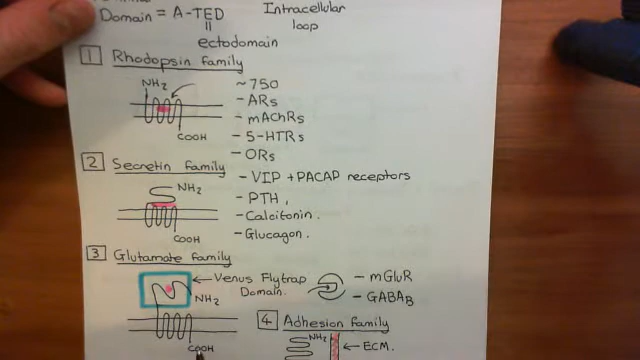 Domain = A-TED
Intracellular
loop
ectodomain
1 Rhodopsin family
NH2
COOH
~ 750
- ARs
- mAChRs
- 5-HTRs
- ORs
2 Secretin family
NH2
COOH
- VIP + PACAP receptors
- PTH,
- Calcitonin.
- Glucagon.
3 Glutamate family
Venus Flytrap
Domain.
NH2
COOH
- mGluR
- GABAB
4 Adhesion family
NH2
ECM.